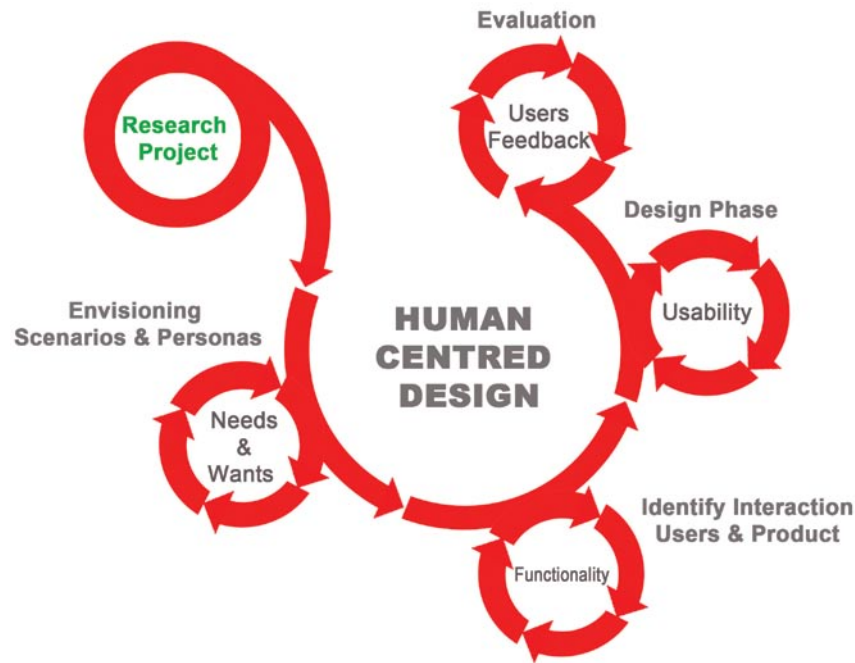 Evaluation
Research
Project
Users
Feedback
Design Phase
Envisioning
Scenarios & Personas
Usability
HUMAN
CENTRED
DESIGN
Needs
&
Wants
Identify Interaction
Users & Product
Functionality